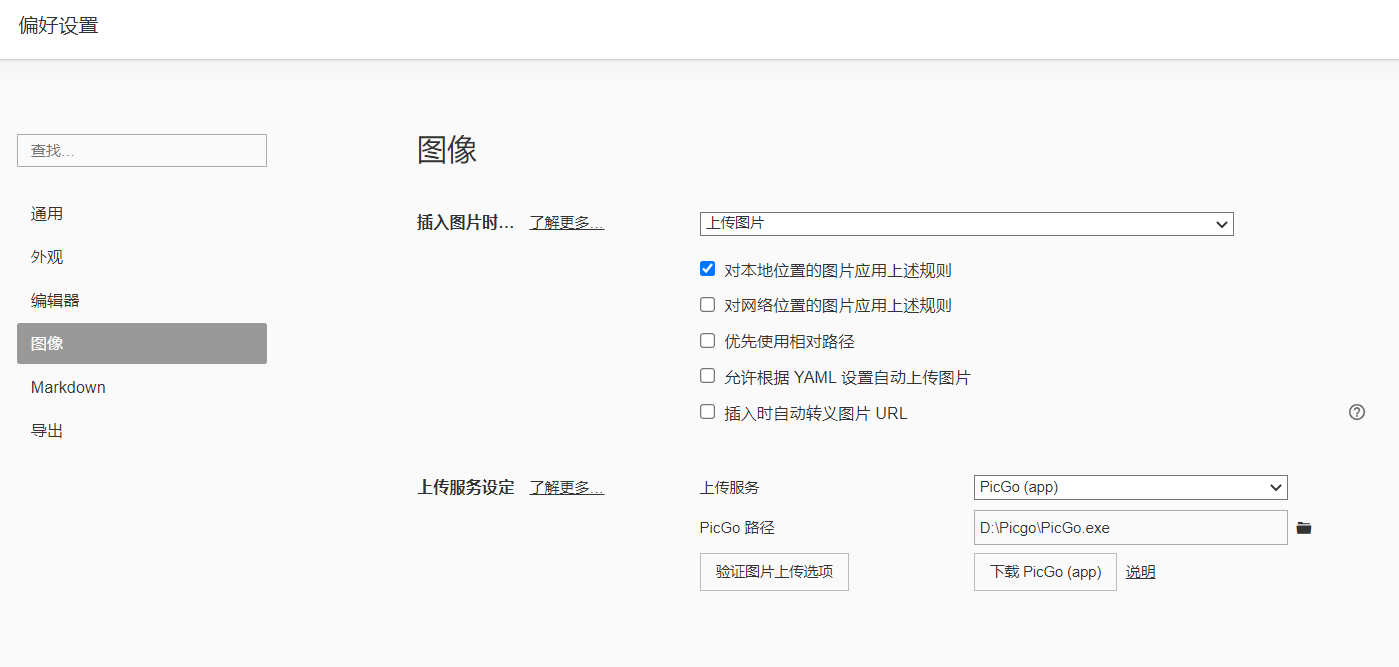 偏好设置
查找...
通用
外观
编辑器
图像
Markdown
导出
图像
插入图片时... 了解更多...
上传图片
对本地位置的图片应用上述规则
对网络位置的图片应用上述规则
优先使用相对路径
允许根据 YAML 设置自动上传图片
插入时自动转义图片 URL
上传服务设定 了解更多...
上传服务 PicGo (app)
PicGo 路径 D:\Picgo\PicGo.exe
验证图片上传选项 下载 PicGo (app) 说明